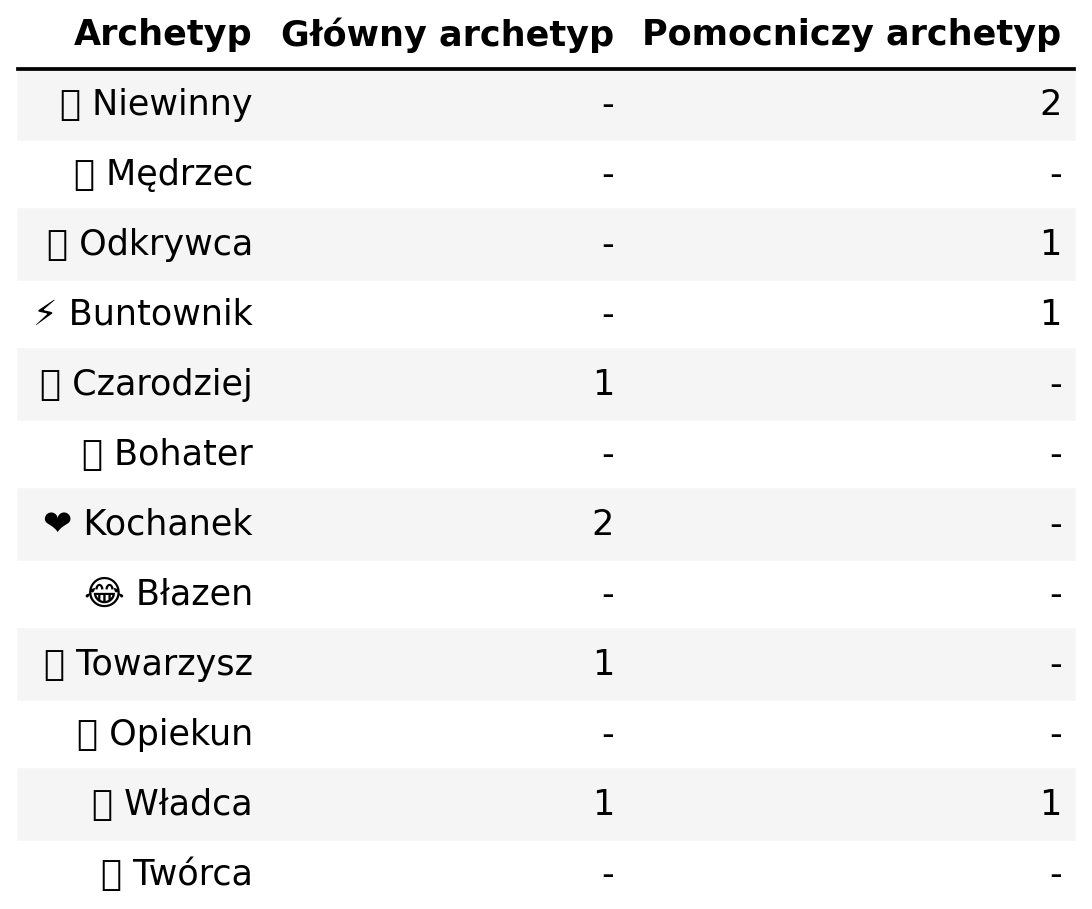 Archetyp Główny archetyp Pomocniczy archetyp
Niewinny - 2
Mędrzec - -
Odkrywca - 1
⚡ Buntownik - 1
Czarodziej 1 -
Bohater - -
❤ Kochanek 2 -
😂 Błazen - -
Towarzysz 1 -
Opiekun - -
Władca 1 1
Twórca - -